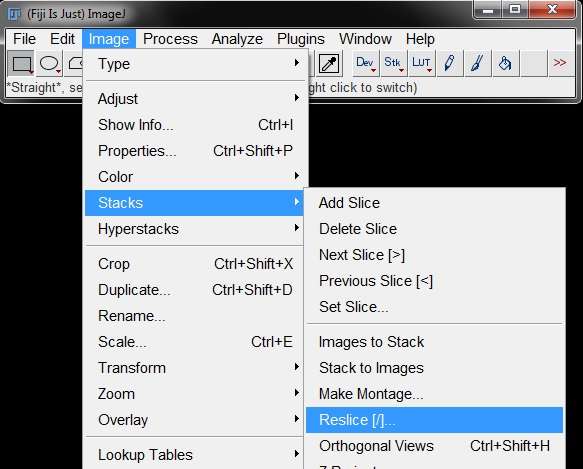 (Fiji Is Just) ImageJ
File Edit Image Process Analyze Plugins Window Help
Dev Stk LUT >>
*Straight*, se
ght click to switch)
Type
Adjust
Show Info... Ctrl+I
Properties... Ctrl+Shift+P
Color
Stacks
Hyperstacks
Crop Ctrl+Shift+X
Duplicate... Ctrl+Shift+D
Rename...
Scale... Ctrl+E
Transform
Zoom
Overlay
Lookup Tables
Add Slice
Delete Slice
Next Slice [>]
Previous Slice [<]
Set Slice...
Images to Stack
Stack to Images
Make Montage...
Reslice [/]...
Orthogonal Views Ctrl+Shift+H